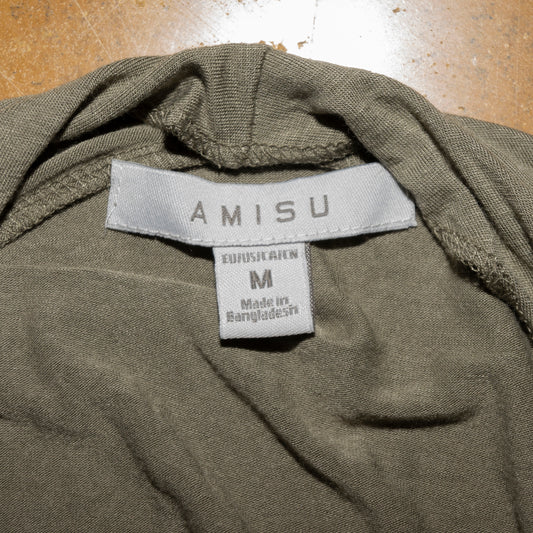 AMISU
EU/US/CA/CN
M
Made in
Bangladesh